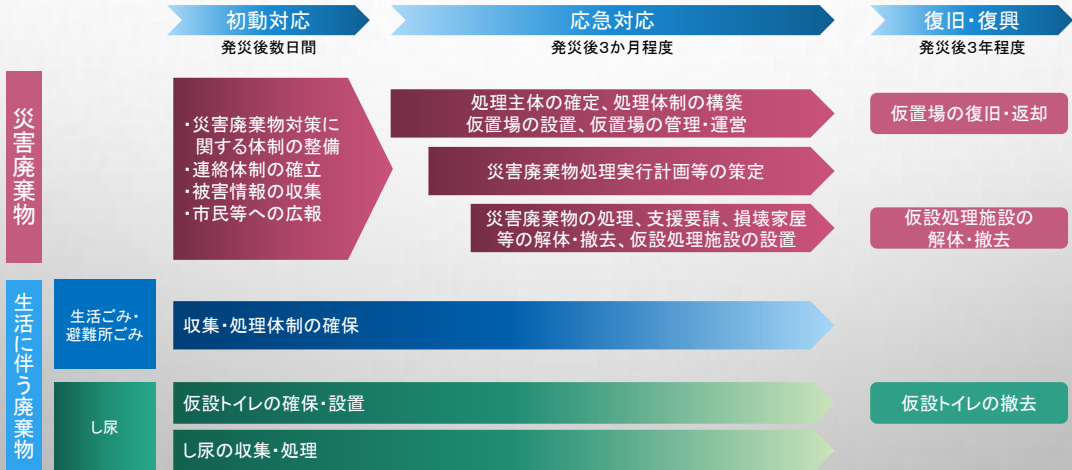 初動対応
発災後数日間
応急対応
発災後3か月程度
復旧・復興
発災後3年程度
災害廃棄物
・災害廃棄物対策に
関する体制の整備
・連絡体制の確立
・被害情報の収集
・市民等への広報
処理主体の確定、処理体制の構築
仮置場の設置、仮置場の管理・運営
災害廃棄物処理実行計画等の策定
災害廃棄物の処理、支援要請、損壊家屋
等の解体・撤去、仮設処理施設の設置
仮置場の復旧・返却
仮設処理施設の
解体・撤去
生活に伴う廃棄物
生活ごみ・
避難所ごみ
収集・処理体制の確保
し尿
仮設トイレの確保・設置
し尿の収集・処理
仮設トイレの撤去